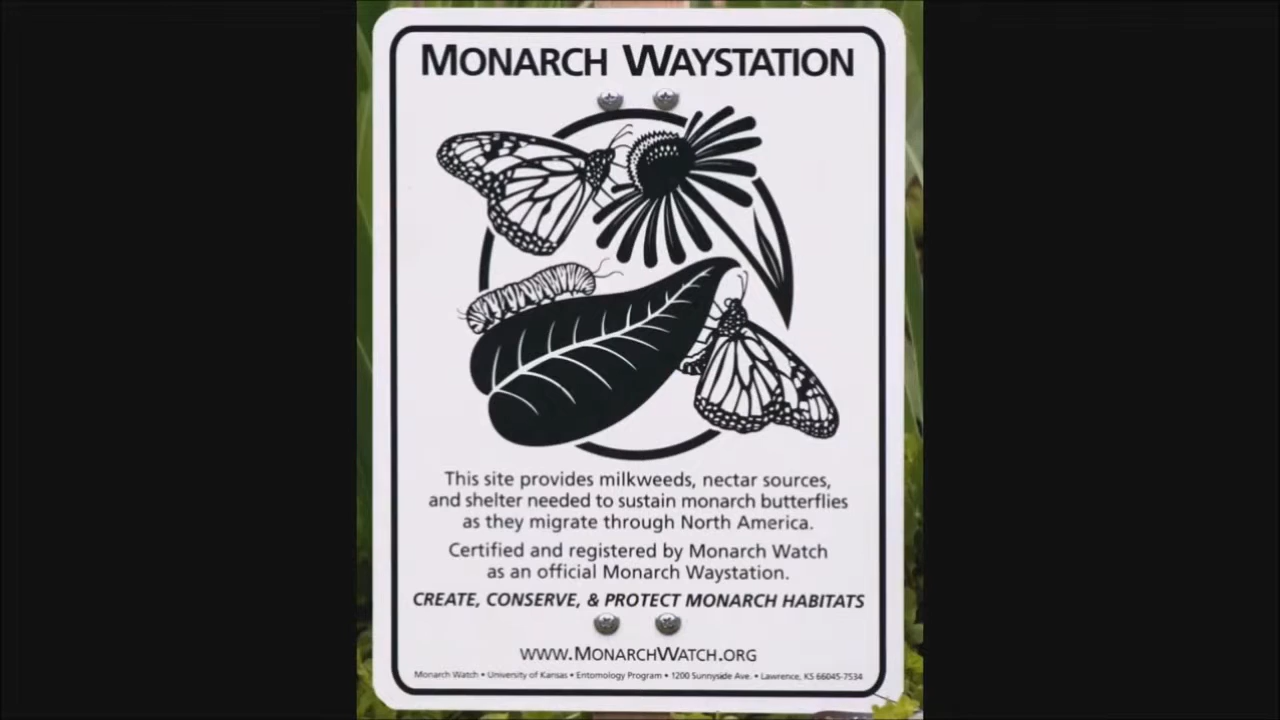 MONARCH WAYSTATION
This site provides milkweeds, nectar sources,
and shelter needed to sustain monarch butterflies
as they migrate through North America.
Certified and registered by Monarch Watch
as an official Monarch Waystation.
CREATE, CONSERVE, & PROTECT MONARCH HABITATS
WWW.MONARCHWATCH.ORG
Monarch Watch • University of Kansas • Entomology Program • 1200 Sunnyside Ave. • Lawrence, KS 66045-7534